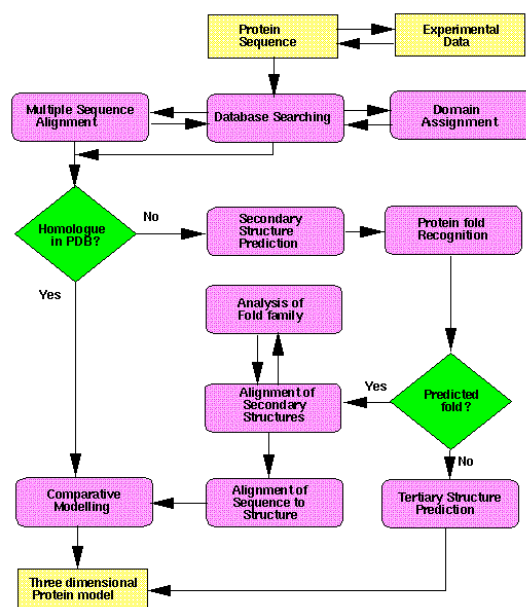 Protein
Sequence
Experimental
Data
Multiple Sequence
Alignment
Database Searching
Domain
Assignment
Homologue
in PDB?
No
Secondary
Structure
Prediction
Protein fold
Recognition
Yes
Analysis of
Fold family
Alignment of
Secondary
Structures
Yes
Predicted
fold?
No
Comparative
Modelling
Alignment of
Sequence to
Structure
Tertiary Structure
Prediction
Three dimensional
Protein model